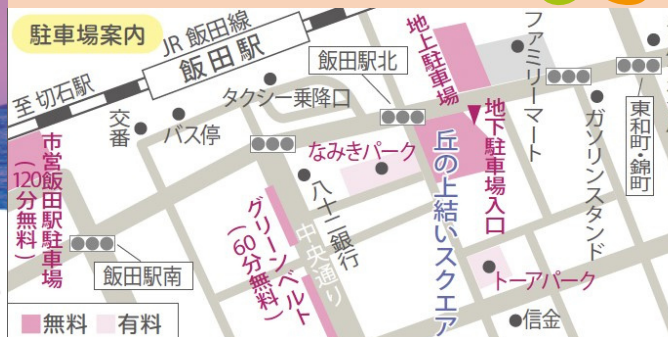 駐車場案内
JR 飯田線
飯田駅
至 切石駅
交番
バス停
タクシー乗降口
飯田駅北
地上駐車場
ファミリーマート
地下駐車場入口
ガソリンスタンド
東和町・錦町
市営飯田駅駐車場
(120分無料)
飯田駅南
なみきパーク
八十二銀行
中央通り
グリーンベルト
(60分無料)
丘の上結いスクエア
トーアパーク
信金
無料
有料